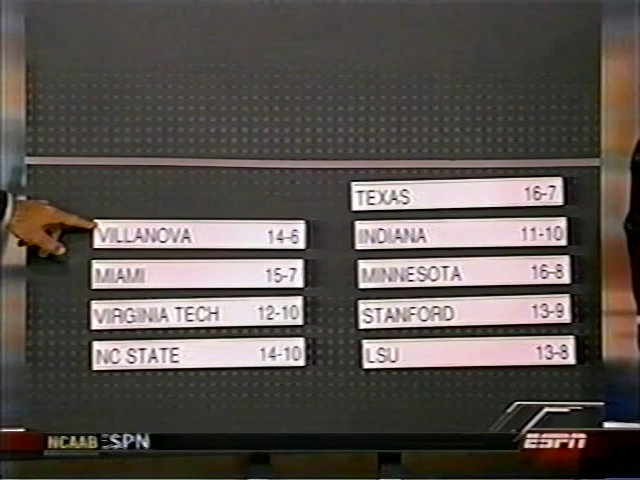 VILLANOVA 14-6
MIAMI 15-7
VIRGINIA TECH 12-10
NC STATE 14-10
TEXAS 16-7
INDIANA 11-10
MINNESOTA 16-8
STANFORD 13-9
LSU 13-8
NCAAB SPN
ESPN